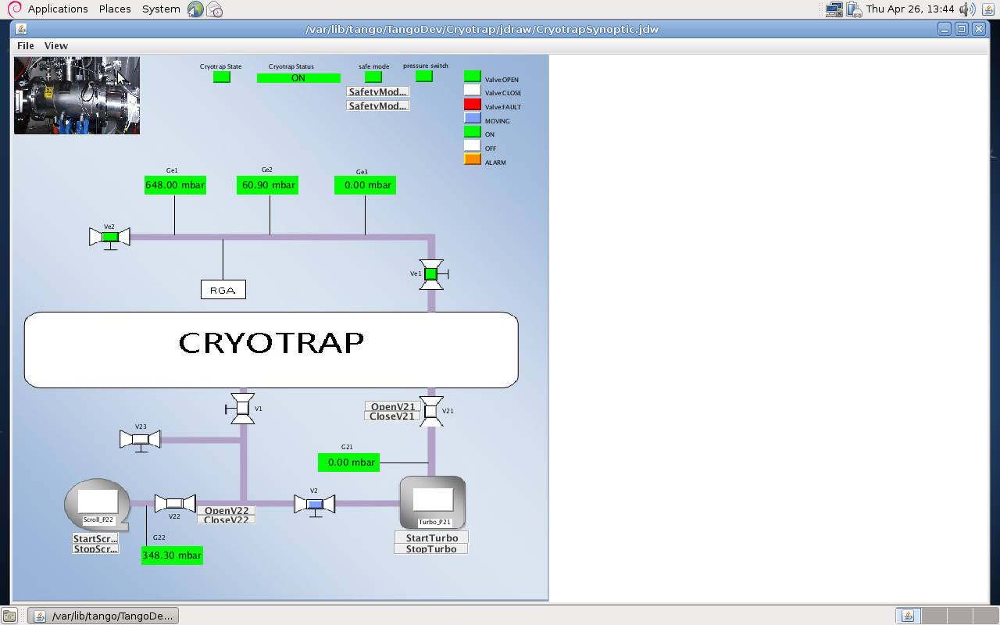 Applications Places System Thu Apr 26, 13:44
/var/lib/tango/TangoDev/Cryotrap/jdraw/CryotrapSynoptic.jdw
File View
Cryotrap State Cryotrap Status safe mode pressure switch
ON
SafetyMod...
SafetyMod...
Valve:OPEN
Valve:CLOSE
Valve:FAULT
MOVING
ON
OFF
ALARM
Ge1 Ge2 Ge3
648.00 mbar 60.90 mbar 0.00 mbar
Ve2
Ve1
RGA
CRYOTRAP
V1
OpenV21
CloseV21
V21
V23
G21
0.00 mbar
V2
OpenV22
CloseV22
V22
Scroll_P22
Turbo_P21
StartScr...
StopScr...
G22
348.30 mbar
StartTurbo
StopTurbo
/var/lib/tango/TangoDe...